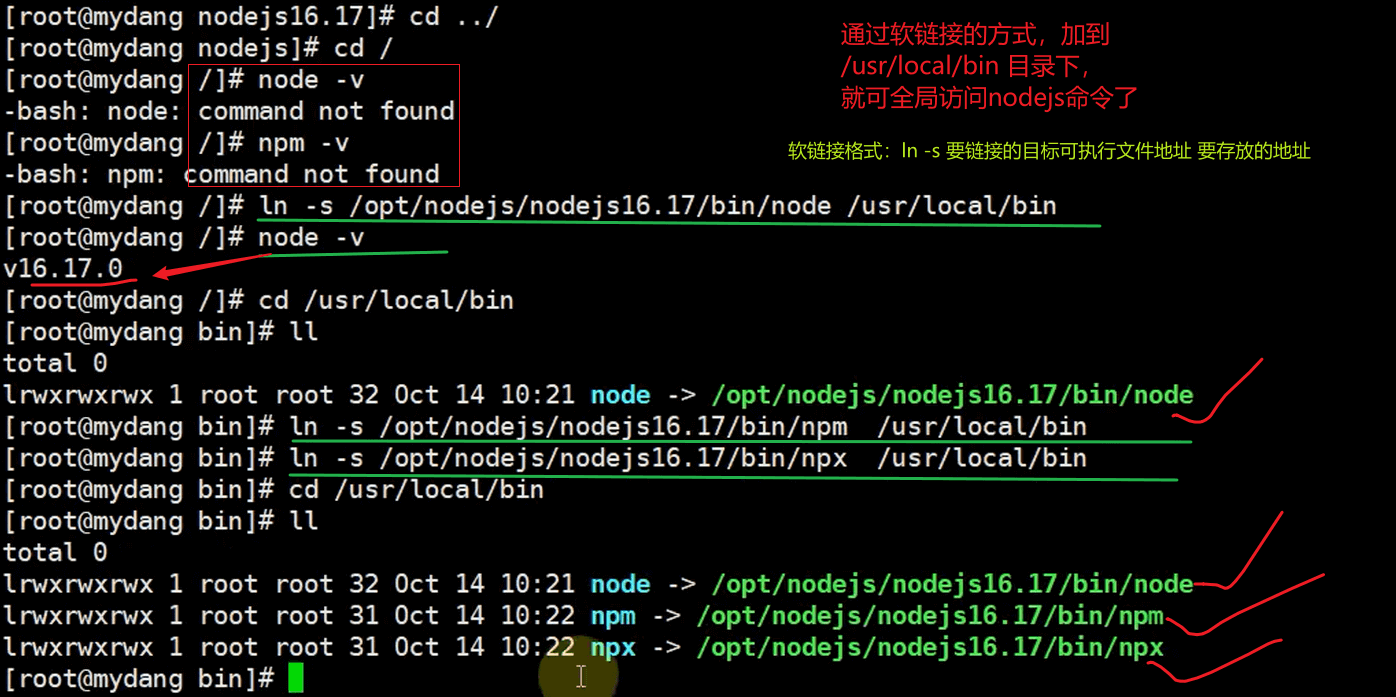 [root@mydang nodejs16.17]# cd ../
[root@mydang nodejs]# cd /
[root@mydang /]# node -v
-bash: node: command not found
[root@mydang /]# npm -v
-bash: npm: command not found
[root@mydang /]# ln -s /opt/nodejs/nodejs16.17/bin/node /usr/local/bin
[root@mydang /]# node -v
v16.17.0
[root@mydang /]# cd /usr/local/bin
[root@mydang bin]# ll
total 0
lrwxrwxrwx 1 root root 32 Oct 14 10:21 node -> /opt/nodejs/nodejs16.17/bin/node
[root@mydang bin]# ln -s /opt/nodejs/nodejs16.17/bin/npm  /usr/local/bin
[root@mydang bin]# ln -s /opt/nodejs/nodejs16.17/bin/npx  /usr/local/bin
[root@mydang bin]# cd /usr/local/bin
[root@mydang bin]# ll
total 0
lrwxrwxrwx 1 root root 32 Oct 14 10:21 node -> /opt/nodejs/nodejs16.17/bin/node
lrwxrwxrwx 1 root root 31 Oct 14 10:22 npm -> /opt/nodejs/nodejs16.17/bin/npm
lrwxrwxrwx 1 root root 31 Oct 14 10:22 npx -> /opt/nodejs/nodejs16.17/bin/npx
[root@mydang bin]#
通过软链接的方式，加到
/usr/local/bin 目录下，
就可全局访问nodejs命令了
软链接格式：ln -s 要链接的目标可执行文件地址 要存放的地址